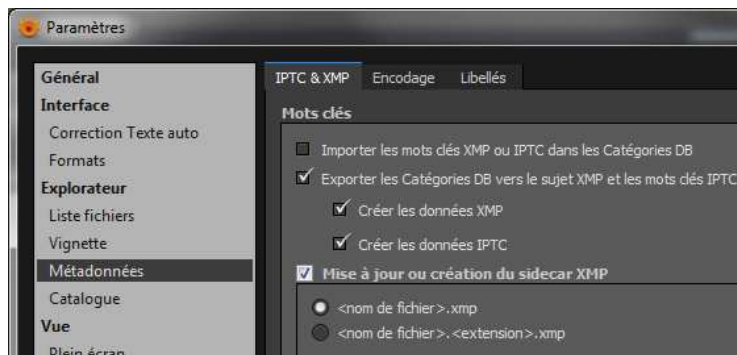 Paramètres
Général
Interface
Correction Texte auto
Formats
Explorateur
Liste fichiers
Vignette
Métadonnées
Catalogue
Vue
Plein écran
IPTC & XMP Encodage Libellés
Mots clés
Importer les mots clés XMP ou IPTC dans les Catégories DB
Exporter les Catégories DB vers le sujet XMP et les mots clés IPTC
Créer les données XMP
Créer les données IPTC
Mise à jour ou création du sidecar XMP
<nom de fichier>.xmp
<nom de fichier>.<extension>.xmp